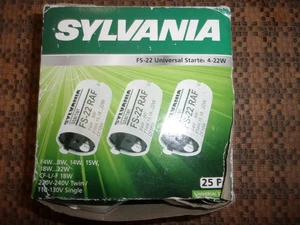 SYLVANIA
FS-22 Universal Starter 4-22W
FS-22 RAF
FS-22 RAF
FS-22 RAF
F4W...8W, 14W, 15W,
18W...22W
CF-L/-F 18W
220V-240V Twin/
110-130V Single
25 P